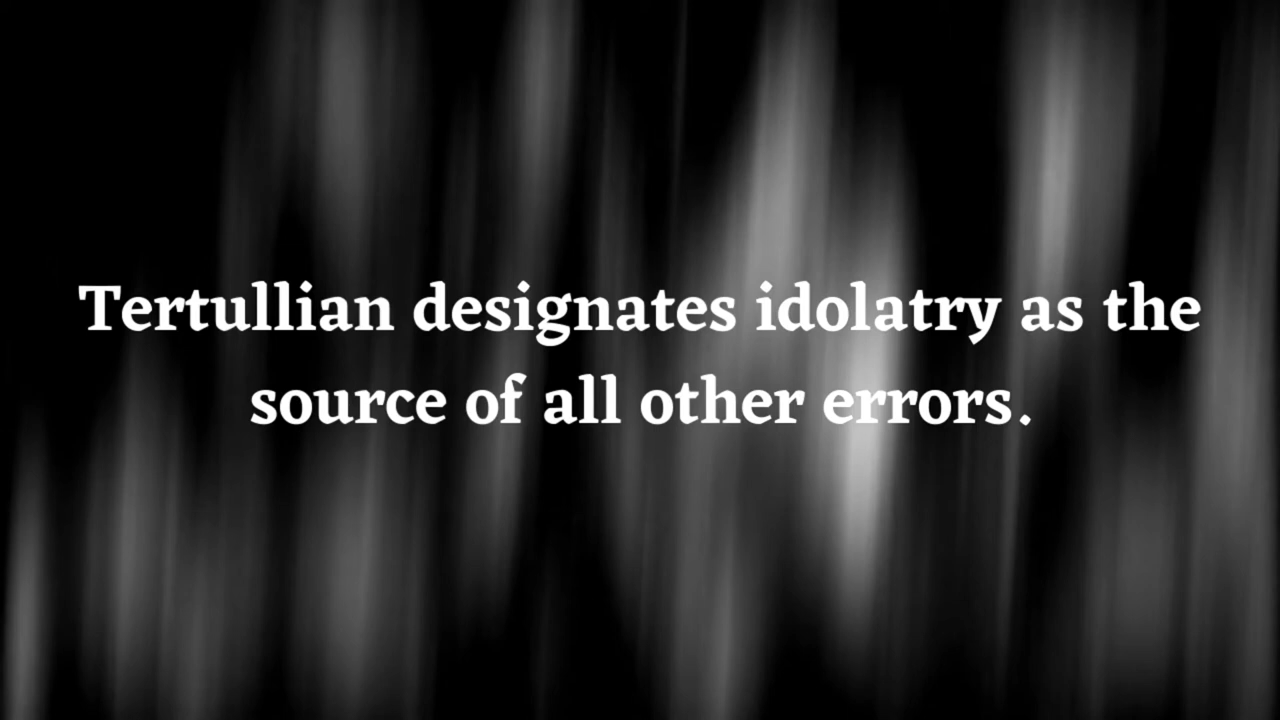 Tertullian designates idolatry as the
source of all other errors.